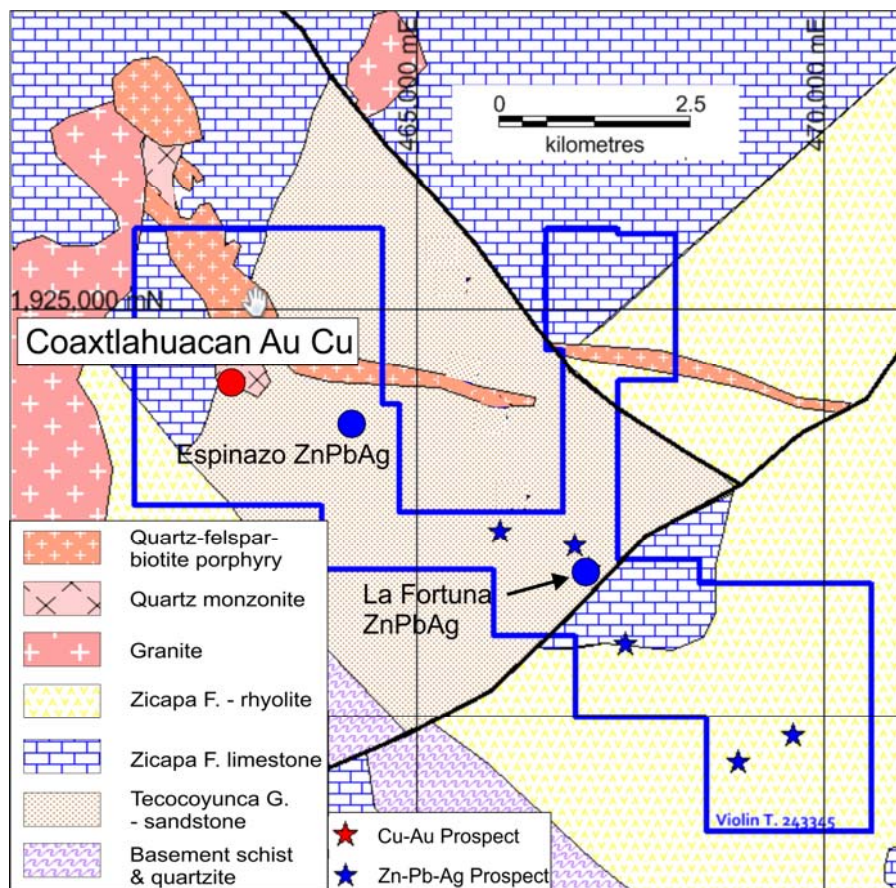 465,000 mE
470,000 mE
0 2.5
kilometres
1,925,000 mN
Coaxtlahuacan Au Cu
Espinazo ZnPbAg
La Fortuna
ZnPbAg
Quartz-felspar-
biotite porphyry
Quartz monzonite
Granite
Zicapa F. - rhyolite
Zicapa F. limestone
Tecocoyunca G.
- sandstone
Basement schist
& quartzite
Cu-Au Prospect
Zn-Pb-Ag Prospect
Violin T. 243345